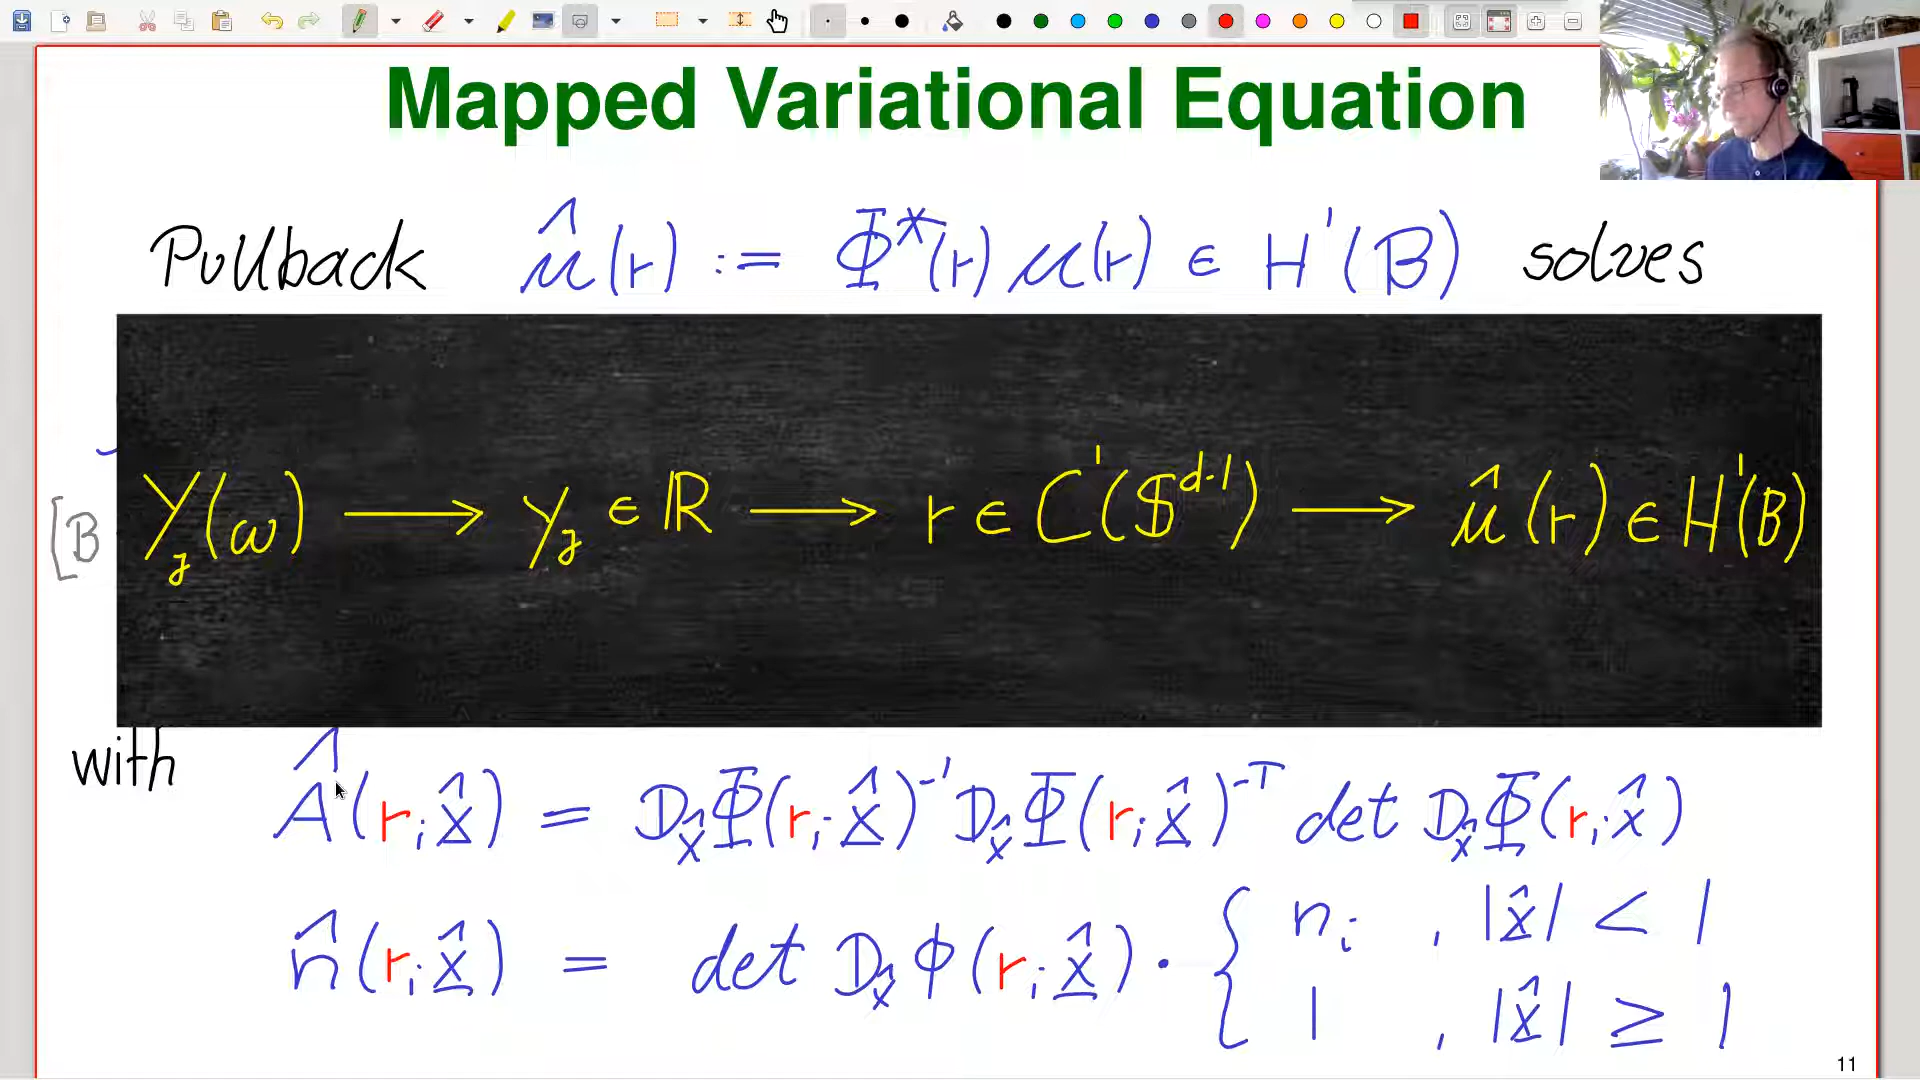 Mapped Variational Equation
Pullback û(r) := Φ*(r) u(r) ∈ H¹(B) solves
[B
Y_j(ω) ⟶ y_j ∈ ℝ ⟶ r ∈ C¹(𝕊^{d-1}) ⟶ û(r) ∈ H¹(B)
with Â(r; x̂) = D_x̂Φ(r; x̂)^{-1} D_x̂Φ(r; x̂)^{-T} det D_x̂Φ(r; x̂)
n̂(r; x̂) = det D_x̂ϕ(r; x̂) · { n_i , |x̂| < 1
1 , |x̂| ≥ 1
11